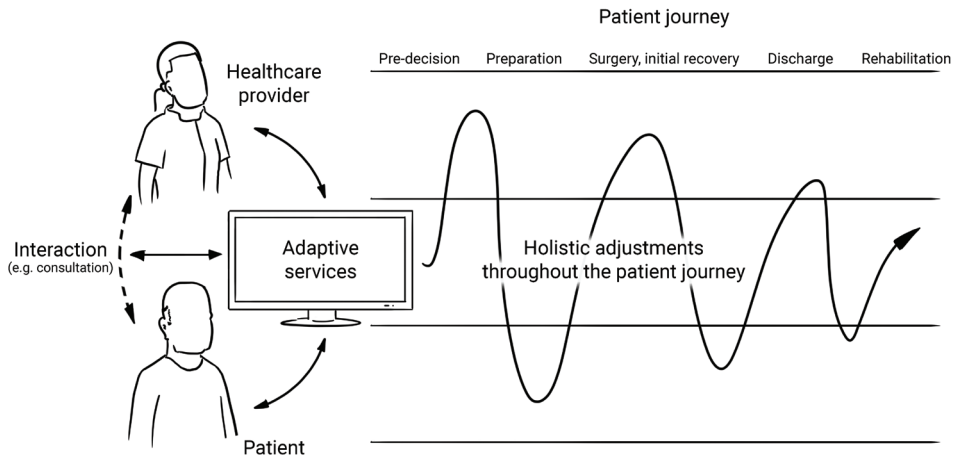 Patient journey
Pre-decision Preparation Surgery, initial recovery Discharge Rehabilitation
Healthcare
provider
Interaction
(e.g. consultation)
Adaptive
services
Holistic adjustments
throughout the patient journey
Patient